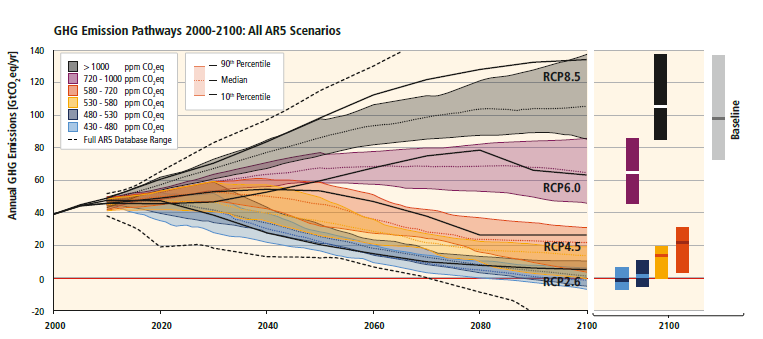 GHG Emission Pathways 2000-2100: All AR5 Scenarios
Annual GHG Emissions [GtCO₂eq/yr]
140
120
100
80
60
40
20
0
-20
> 1000 ppm CO₂eq
720 - 1000 ppm CO₂eq
580 - 720 ppm CO₂eq
530 - 580 ppm CO₂eq
480 - 530 ppm CO₂eq
430 - 480 ppm CO₂eq
Full AR5 Database Range
90ᵗʰ Percentile
Median
10ᵗʰ Percentile
RCP8.5
RCP6.0
RCP4.5
RCP2.6
Baseline
2000
2020
2040
2060
2080
2100
2100